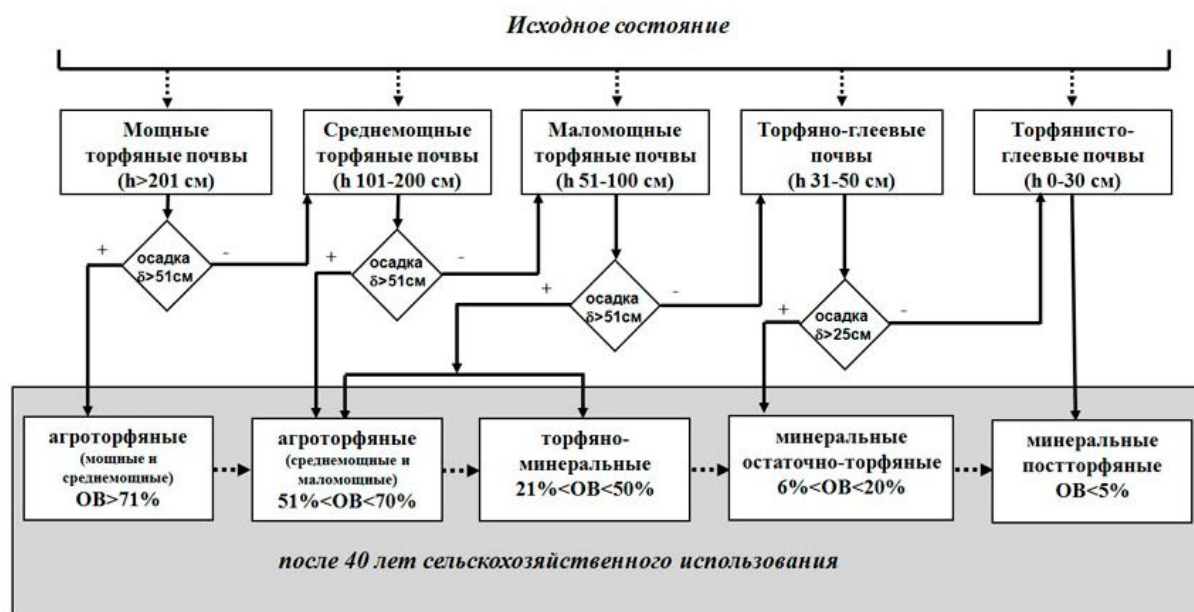 Исходное состояние
Мощные
торфяные почвы
(h>201 см)
Среднемощные
торфяные почвы
(h 101-200 см)
Маломощные
торфяные почвы
(h 51-100 см)
Торфяно-глеевые
почвы
(h 31-50 см)
Торфянисто-
глеевые почвы
(h 0-30 см)
+
осадка
δ>51см
-
+
осадка
δ>51см
-
+
осадка
δ>51см
-
+
осадка
δ>25см
-
агроторфяные
(мощные и
среднемощные)
ОВ>71%
агроторфяные
(среднемощные и
маломощные)
51%<ОВ<70%
торфяно-
минеральные
21%<ОВ<50%
минеральные
остаточно-торфяные
6%<ОВ<20%
минеральные
постторфяные
ОВ<5%
после 40 лет сельскохозяйственного использования